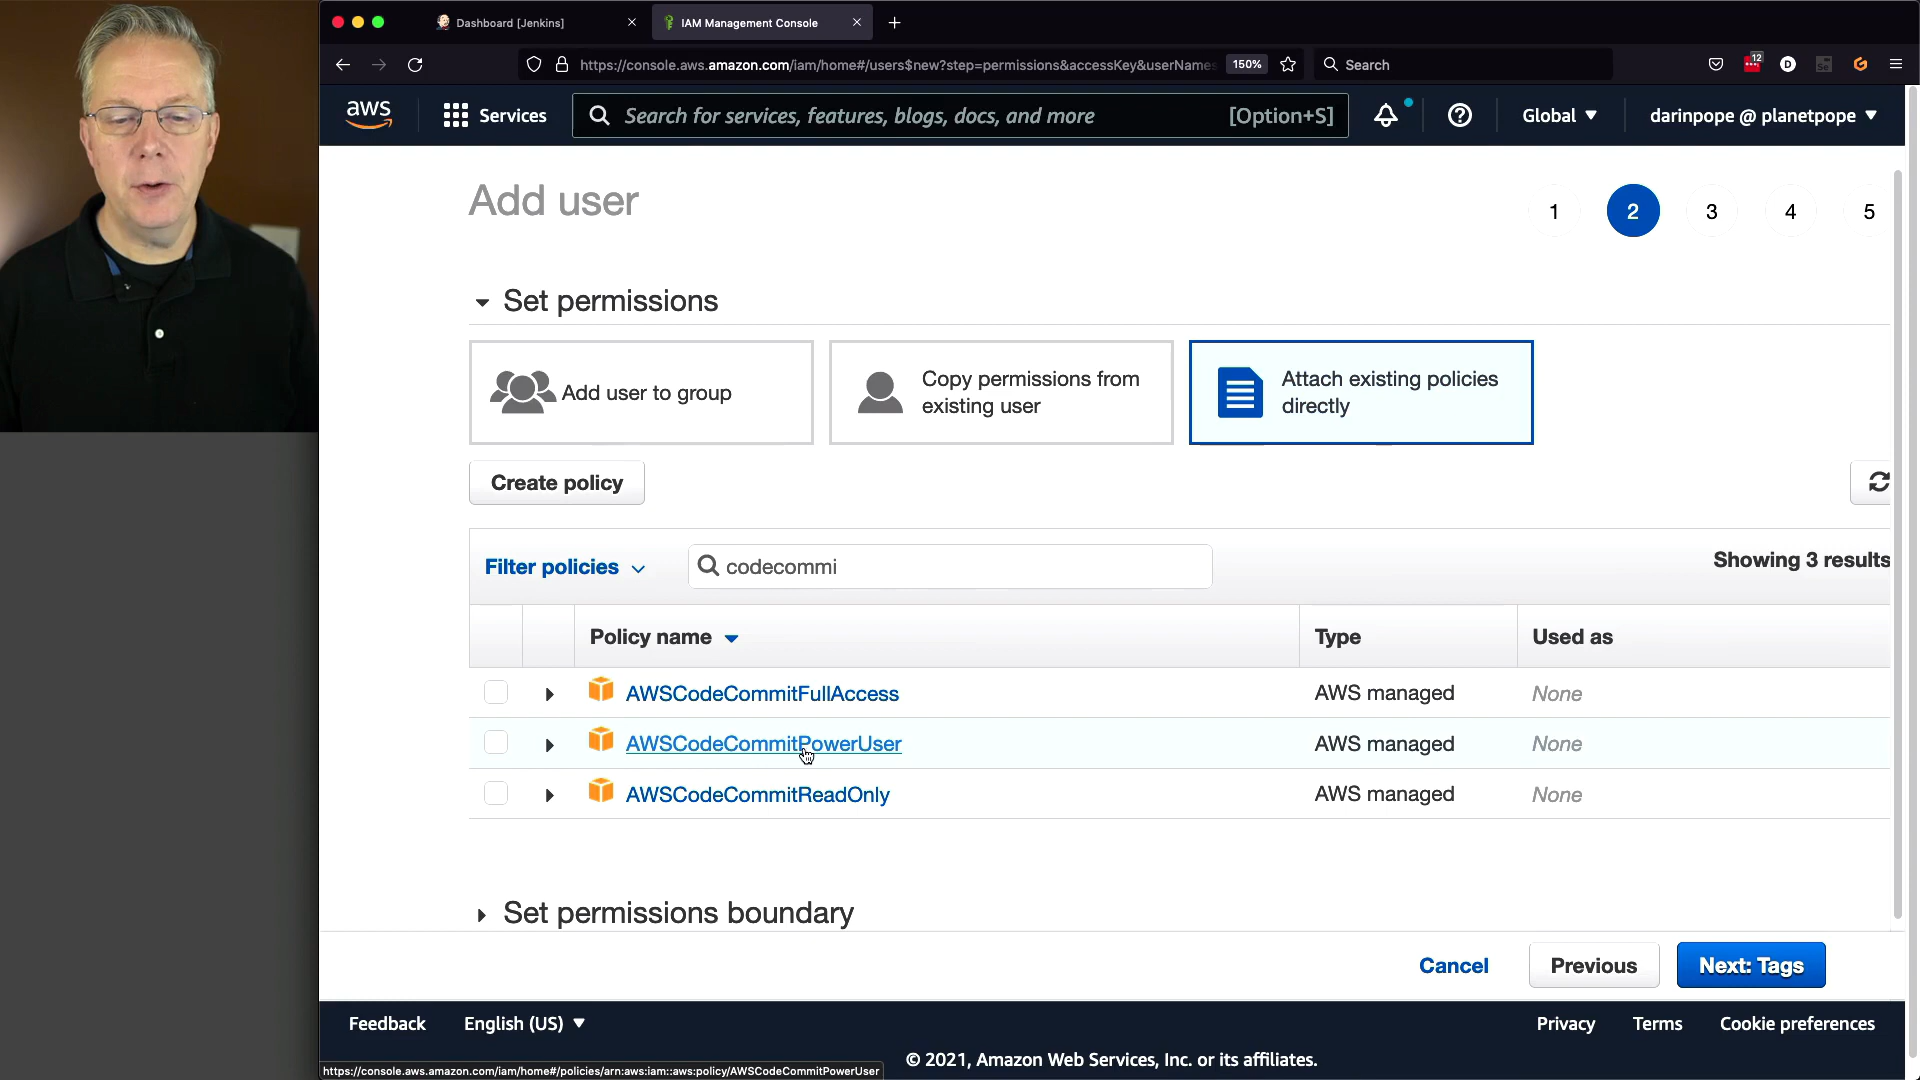 Dashboard [Jenkins]
IAM Management Console
https://console.aws.amazon.com/iam/home#/users$new?step=permissions&accessKey&userNames
150%
Search
12
aws
Services
Search for services, features, blogs, docs, and more
[Option+S]
Global
darinpope @ planetpope
Add user
1
2
3
4
5
Set permissions
Add user to group
Copy permissions from
existing user
Attach existing policies
directly
Create policy
Filter policies
codecommi
Showing 3 results
Policy name
Type
Used as
AWSCodeCommitFullAccess
AWS managed
None
AWSCodeCommitPowerUser
AWS managed
None
AWSCodeCommitReadOnly
AWS managed
None
Set permissions boundary
Cancel
Previous
Next: Tags
Feedback
English (US)
Privacy
Terms
Cookie preferences
© 2021, Amazon Web Services, Inc. or its affiliates.
https://console.aws.amazon.com/iam/home#/policies/arn:aws:iam::aws:policy/AWSCodeCommitPowerUser